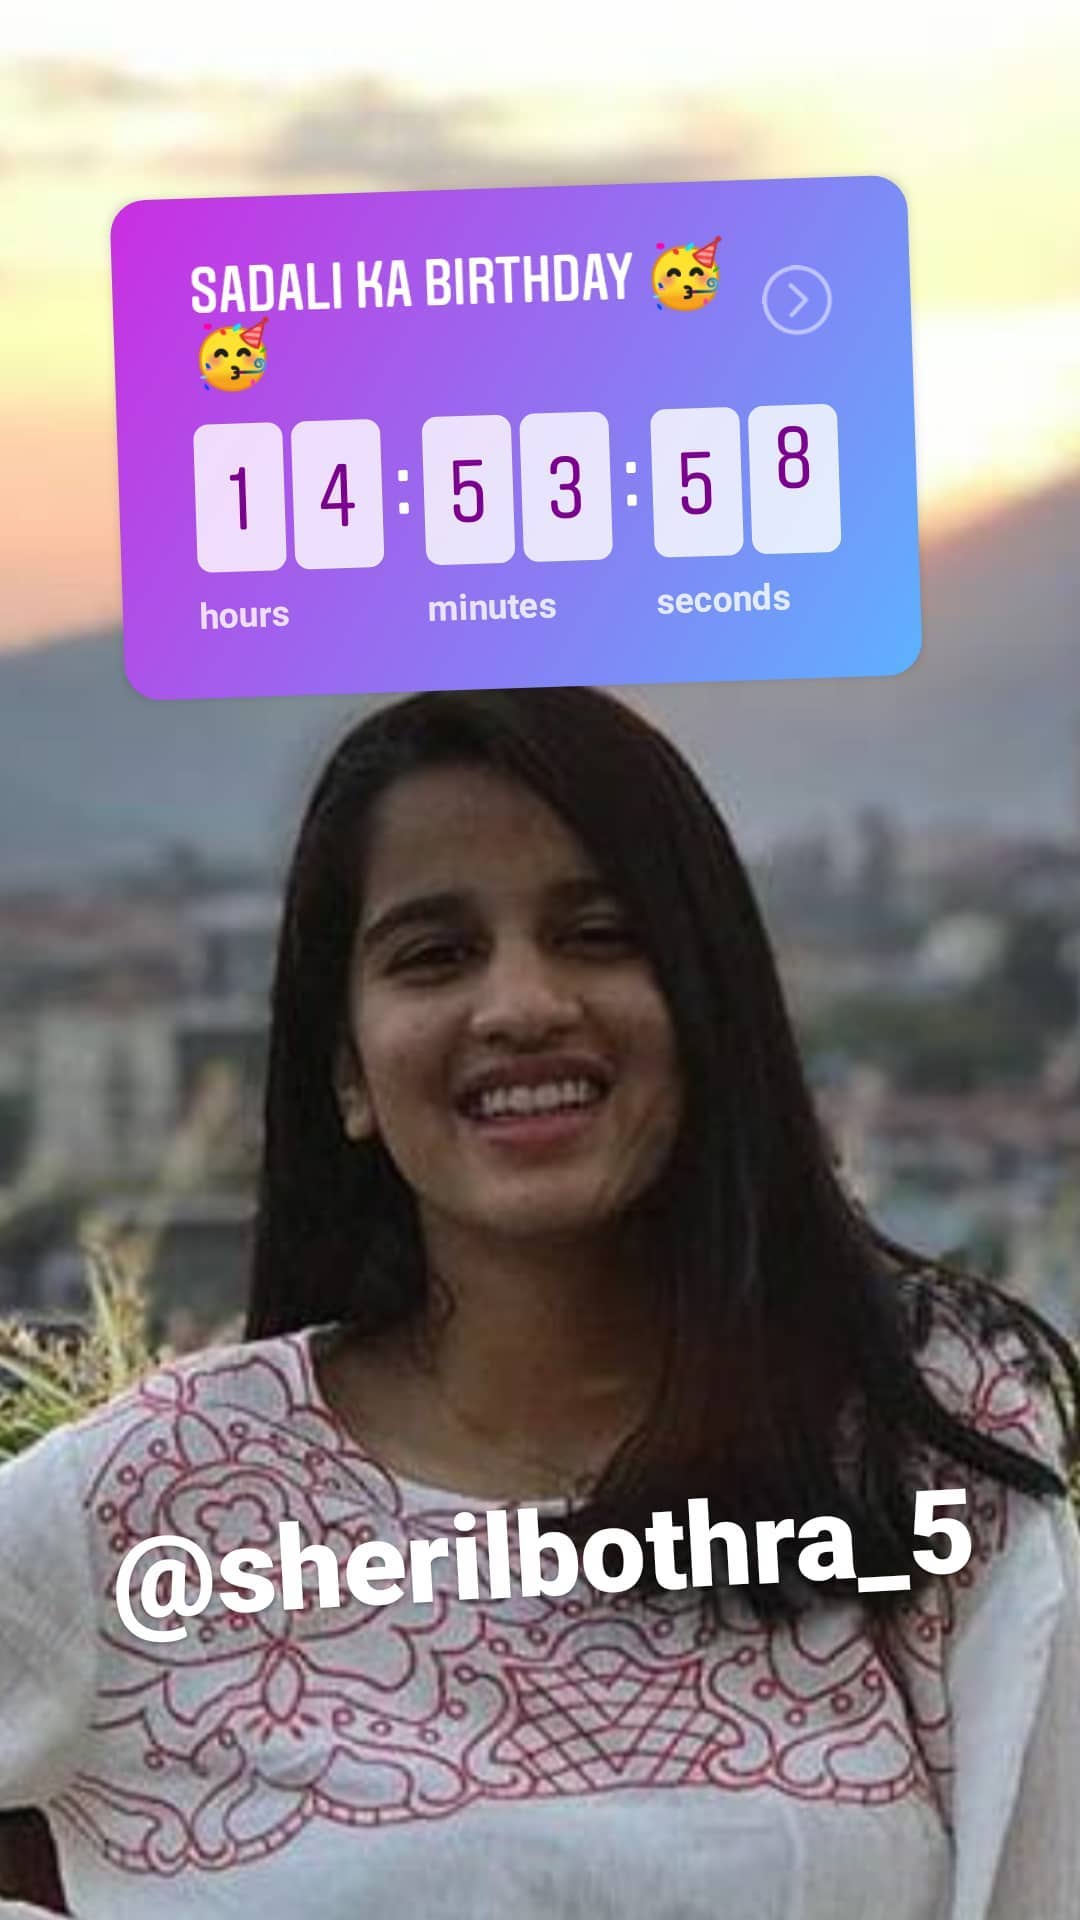 SADALI KA BIRTHDAY 🥳
🥳
14:53:58
hours minutes seconds
@sherilbothra_5